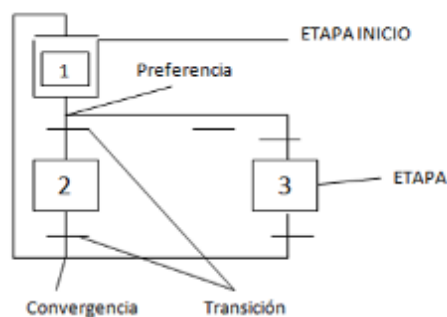 ETAPA INICIO
1
Preferencia
2
3
ETAPA
Convergencia
Transición